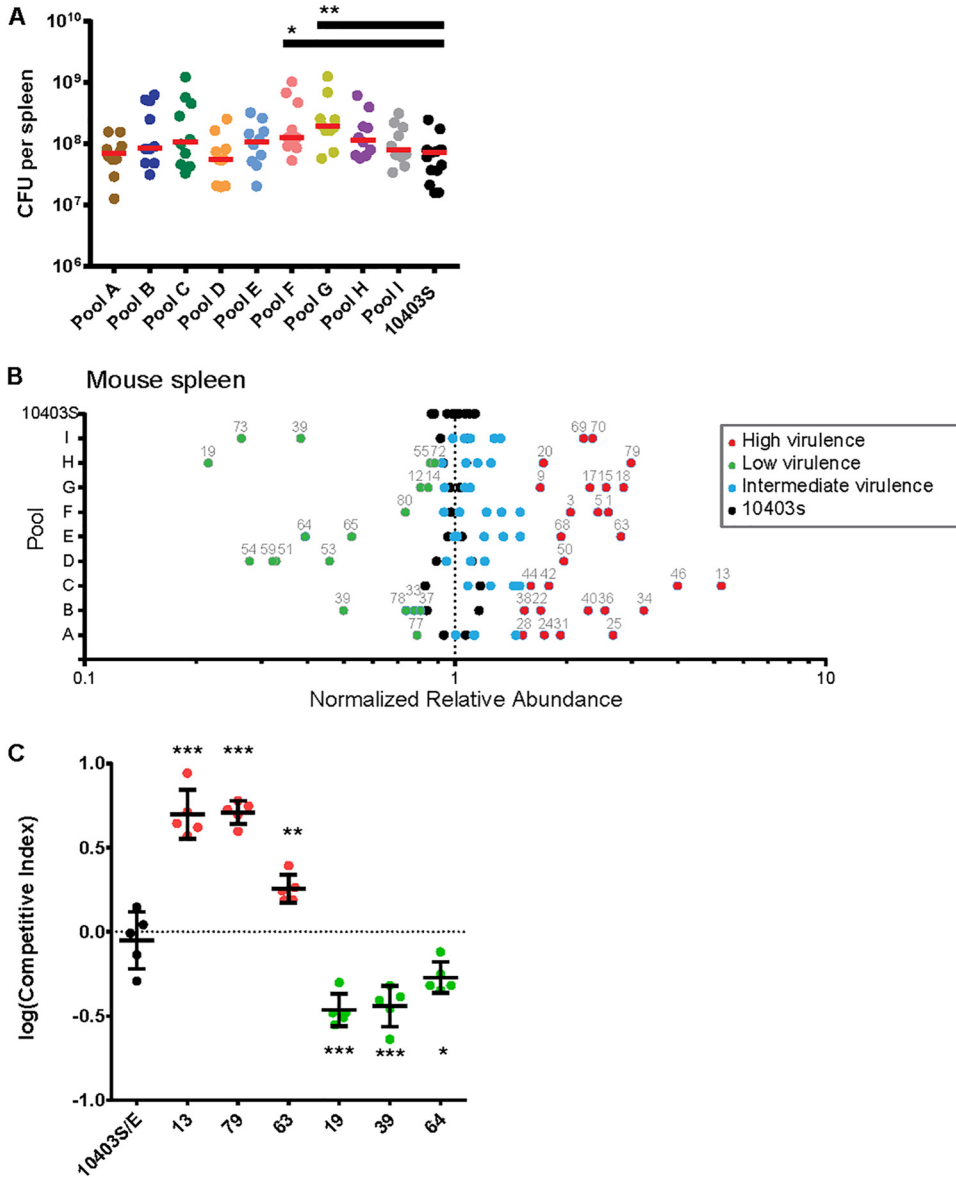 A
CFU per spleen
10^10
10^9
10^8
10^7
10^6
**
*
Pool A
Pool B
Pool C
Pool D
Pool E
Pool F
Pool G
Pool H
Pool I
10403S
B
Mouse spleen
Pool
10403S
I
H
G
F
E
D
C
B
A
73 39 69 70
19 55 72 20 79
12 14 9 17 15 18
80 3 5 1
64 65 68 63
54 59 51 53 50
44 42 46 13
39 78 33 37 38 22 40 36 34
77 28 24 31 25
0.1 1 10
Normalized Relative Abundance
High virulence
Low virulence
Intermediate virulence
10403s
C
log(Competitive Index)
1.0
0.5
0.0
-0.5
-1.0
*** *** **
*** *** *
10403S/E
13
79
63
19
39
64